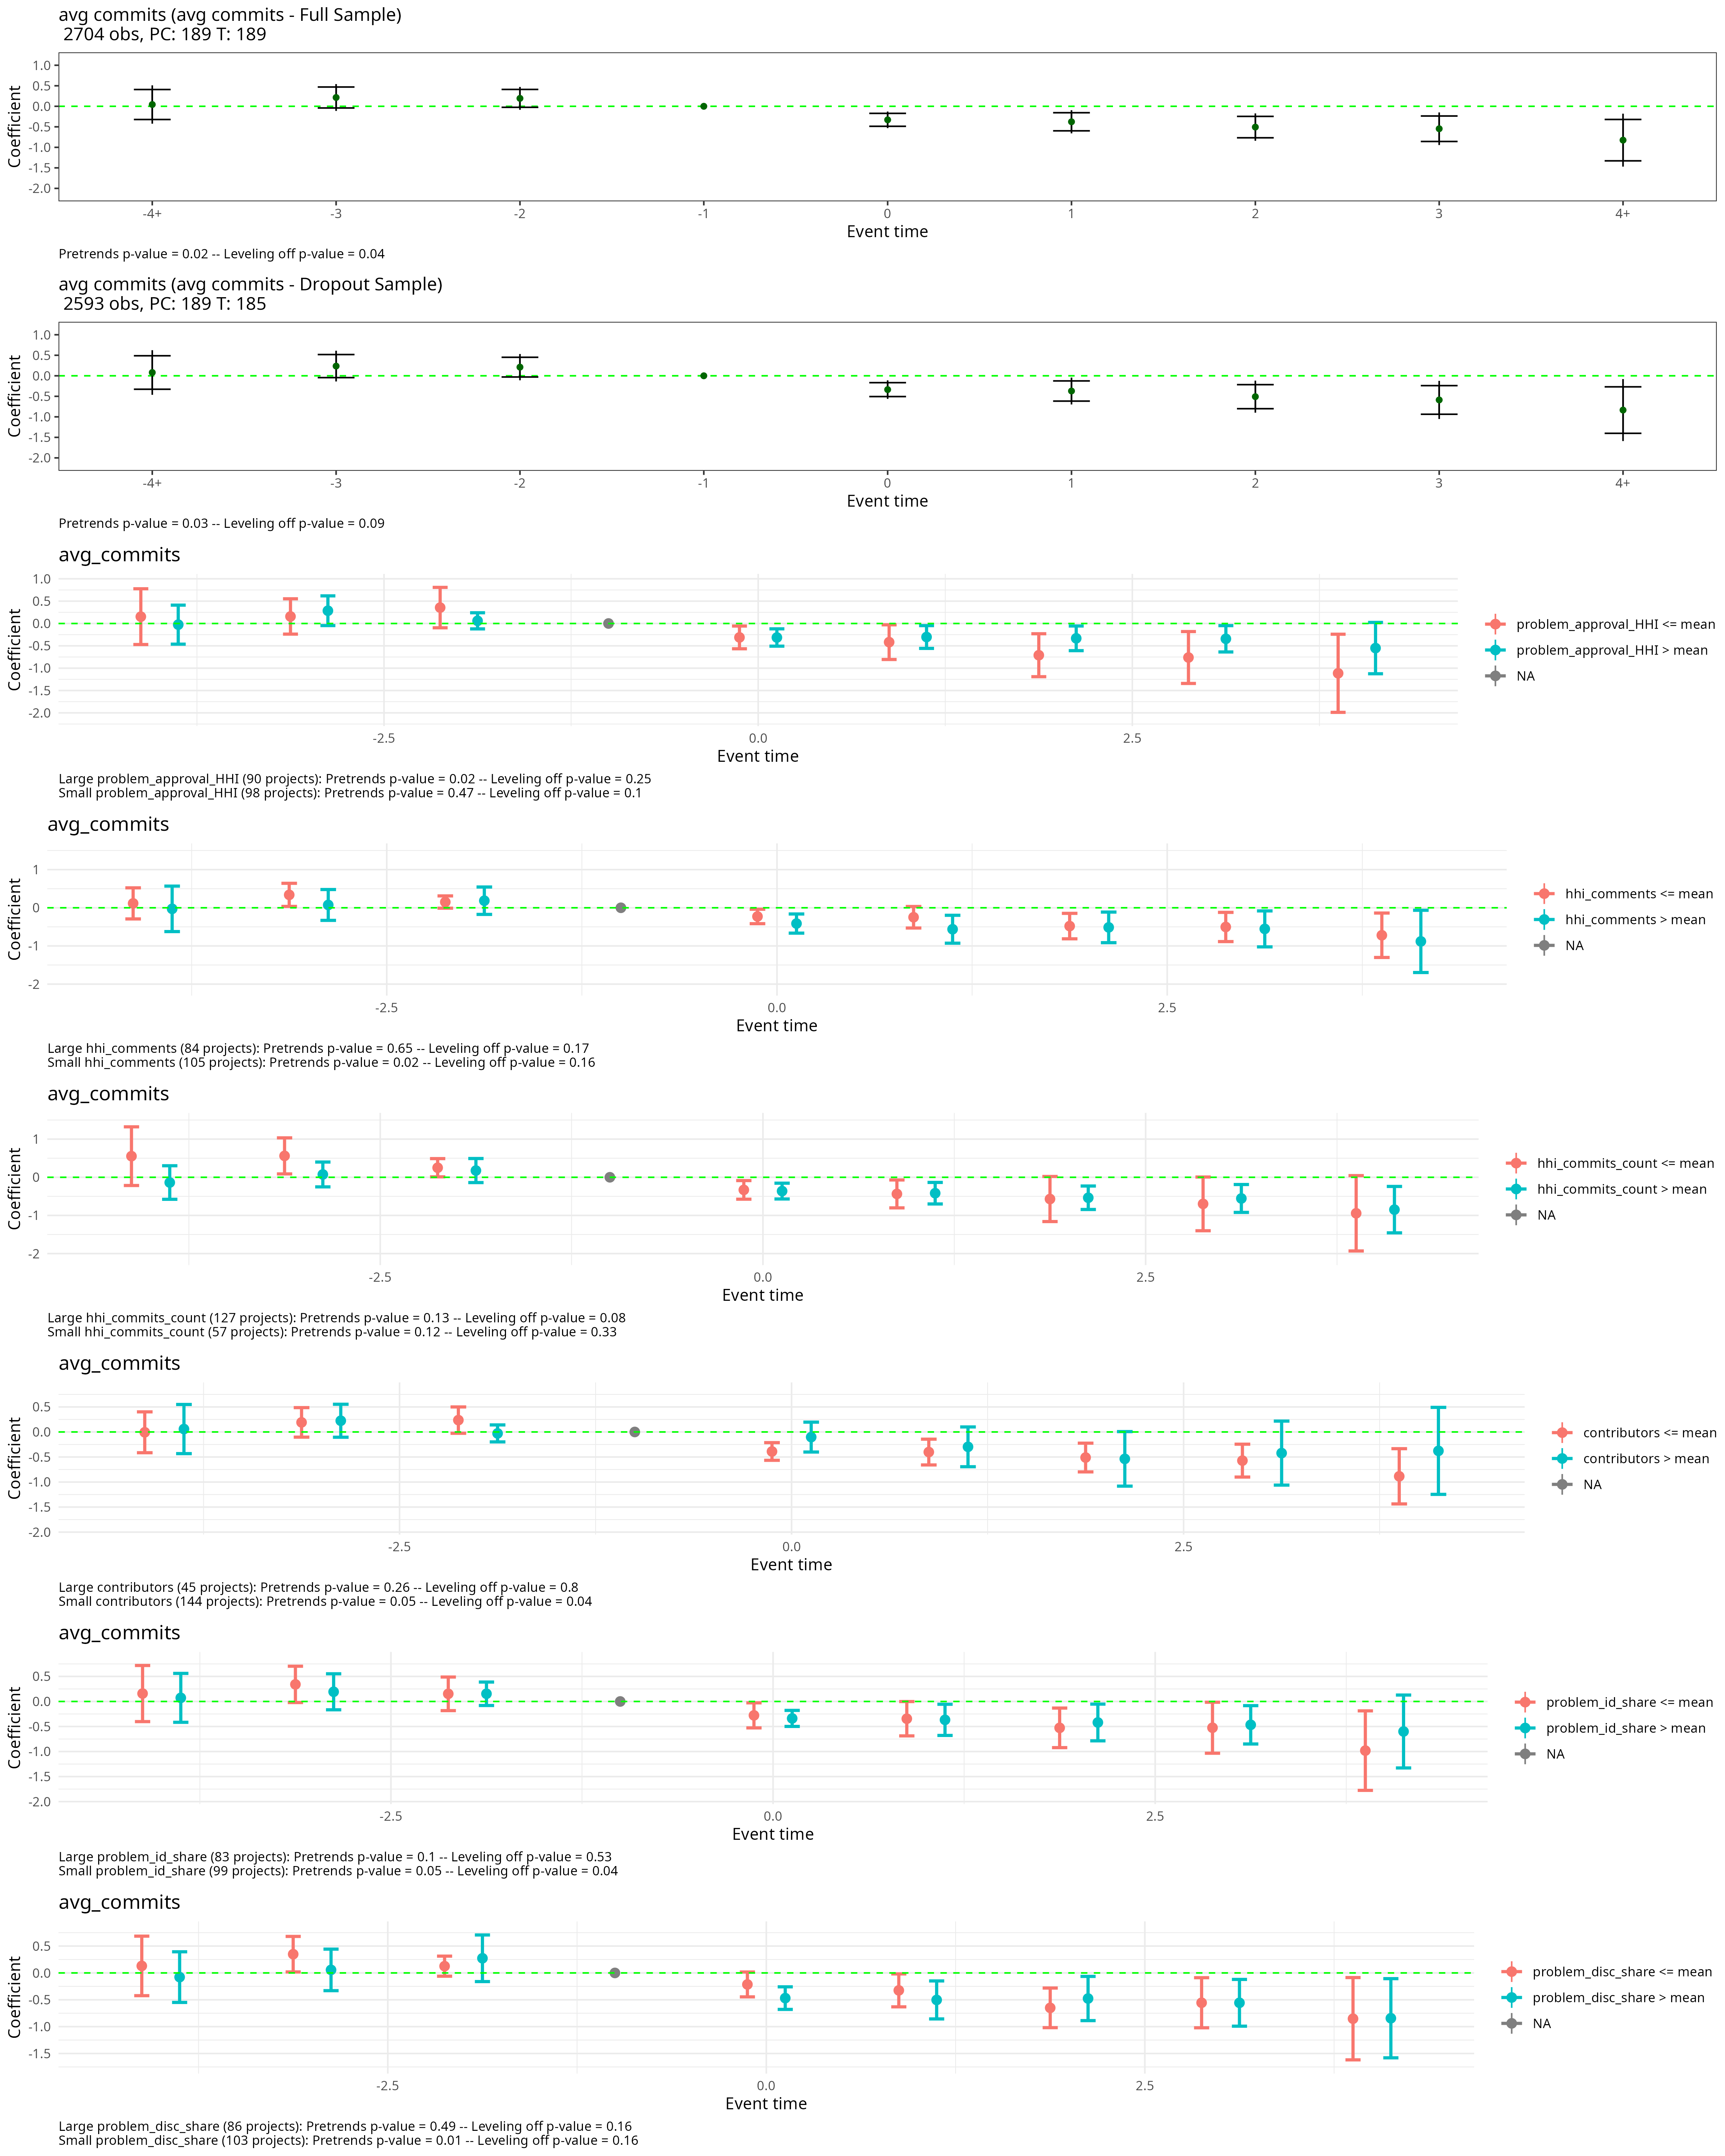 avg commits (avg commits - Full Sample)
2704 obs, PC: 189 T: 189
Coefficient
1.0
0.5
0.0
-0.5
-1.0
-1.5
-2.0
-4+ -3 -2 -1 0 1 2 3 4+
Event time
Pretrends p-value = 0.02 -- Leveling off p-value = 0.04
avg commits (avg commits - Dropout Sample)
2593 obs, PC: 189 T: 185
Coefficient
1.0
0.5
0.0
-0.5
-1.0
-1.5
-2.0
-4+ -3 -2 -1 0 1 2 3 4+
Event time
Pretrends p-value = 0.03 -- Leveling off p-value = 0.09
avg_commits
Coefficient
1.0
0.5
0.0
-0.5
-1.0
-1.5
-2.0
-2.5 0.0 2.5
Event time
problem_approval_HHI <= mean
problem_approval_HHI > mean
NA
Large problem_approval_HHI (90 projects): Pretrends p-value = 0.02 -- Leveling off p-value = 0.25
Small problem_approval_HHI (98 projects): Pretrends p-value = 0.47 -- Leveling off p-value = 0.1
avg_commits
Coefficient
1
0
-1
-2
-2.5 0.0 2.5
Event time
hhi_comments <= mean
hhi_comments > mean
NA
Large hhi_comments (84 projects): Pretrends p-value = 0.65 -- Leveling off p-value = 0.17
Small hhi_comments (105 projects): Pretrends p-value = 0.02 -- Leveling off p-value = 0.16
avg_commits
Coefficient
1
0
-1
-2
-2.5 0.0 2.5
Event time
hhi_commits_count <= mean
hhi_commits_count > mean
NA
Large hhi_commits_count (127 projects): Pretrends p-value = 0.13 -- Leveling off p-value = 0.08
Small hhi_commits_count (57 projects): Pretrends p-value = 0.12 -- Leveling off p-value = 0.33
avg_commits
Coefficient
0.5
0.0
-0.5
-1.0
-1.5
-2.0
-2.5 0.0 2.5
Event time
contributors <= mean
contributors > mean
NA
Large contributors (45 projects): Pretrends p-value = 0.26 -- Leveling off p-value = 0.8
Small contributors (144 projects): Pretrends p-value = 0.05 -- Leveling off p-value = 0.04
avg_commits
Coefficient
0.5
0.0
-0.5
-1.0
-1.5
-2.0
-2.5 0.0 2.5
Event time
problem_id_share <= mean
problem_id_share > mean
NA
Large problem_id_share (83 projects): Pretrends p-value = 0.1 -- Leveling off p-value = 0.53
Small problem_id_share (99 projects): Pretrends p-value = 0.05 -- Leveling off p-value = 0.04
avg_commits
Coefficient
0.5
0.0
-0.5
-1.0
-1.5
-2.5 0.0 2.5
Event time
problem_disc_share <= mean
problem_disc_share > mean
NA
Large problem_disc_share (86 projects): Pretrends p-value = 0.49 -- Leveling off p-value = 0.16
Small problem_disc_share (103 projects): Pretrends p-value = 0.01 -- Leveling off p-value = 0.16